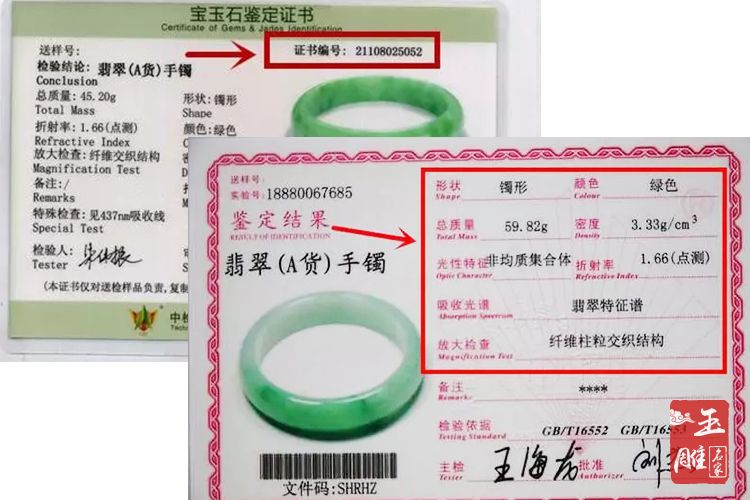 宝玉石鉴定证书
Certificate of Gems & Jades Identification
送样号:
证书编号: 21108025052
检验结论: 翡翠(A货)手镯
Conclusion
总质量: 45.20g
形状: 镯形
Total Mass
Shape
折射率: 1.66(点测)
颜色: 绿色
Refractive Index
放大检查: 纤维交织结构
Magnification Test
备注: /
Remarks
特殊检查: 见437nm吸收线
Special Test
检验人:
Tester
(本证书仅对送检样品负责,复制
中检
送样号:
实验号: 18880067685
鉴定结果
RESULT OF IDENTIFICATION
翡翠(A货)手镯
形状 镯形 颜色 绿色
Shape Colour
总质量 59.82g 密度 3.33g/cm³
Total Mass Density
光性特征 非均质集合体 折射率 1.66(点测)
Optic Character Refractive Index
吸收光谱 翡翠特征谱
Absorption Spectrum
放大检查 纤维柱粒交织结构
Magnification Test
备注 ****
Remarks
检验依据 GB/T16552 GB/T16553
Testing Standard
主检 王海龙 批准
Tester Authorizer
文件码:SHRHZ
玉雕名家